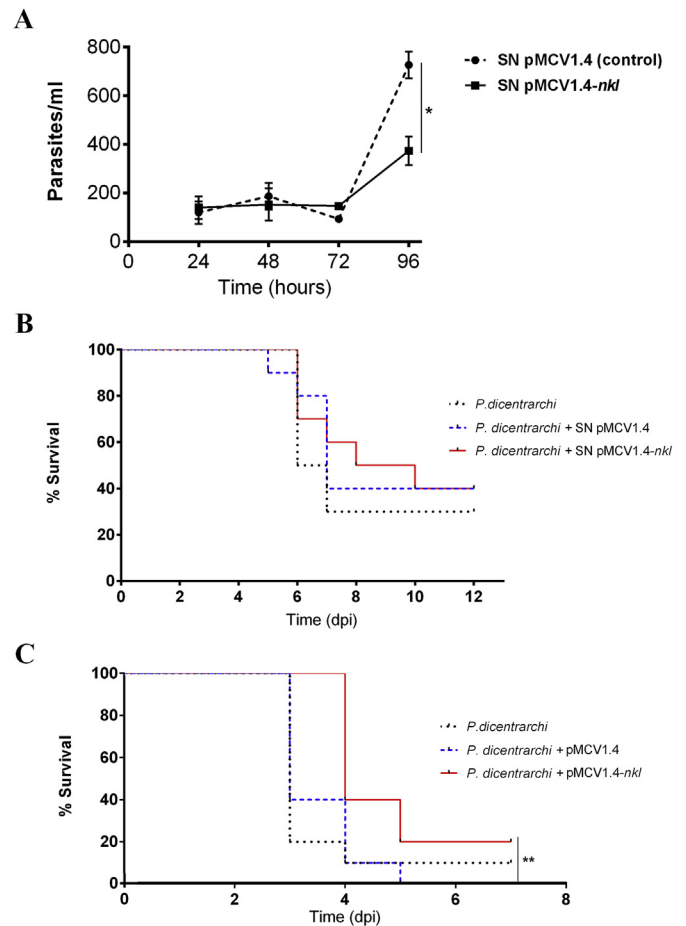 A
800
600
400
200
0
Parasites/ml
0 24 48 72 96
Time (hours)
SN pMCV1.4 (control)
SN pMCV1.4-nkl
*
B
100
80
60
40
20
0
% Survival
0 2 4 6 8 10 12
Time (dpi)
P.dicentrarchi
P. dicentrarchi + SN pMCV1.4
P. dicentrarchi + SN pMCV1.4-nkl
C
100
80
60
40
20
0
% Survival
0 2 4 6 8
Time (dpi)
P.dicentrarchi
P. dicentrarchi + pMCV1.4
P. dicentrarchi + pMCV1.4-nkl
**